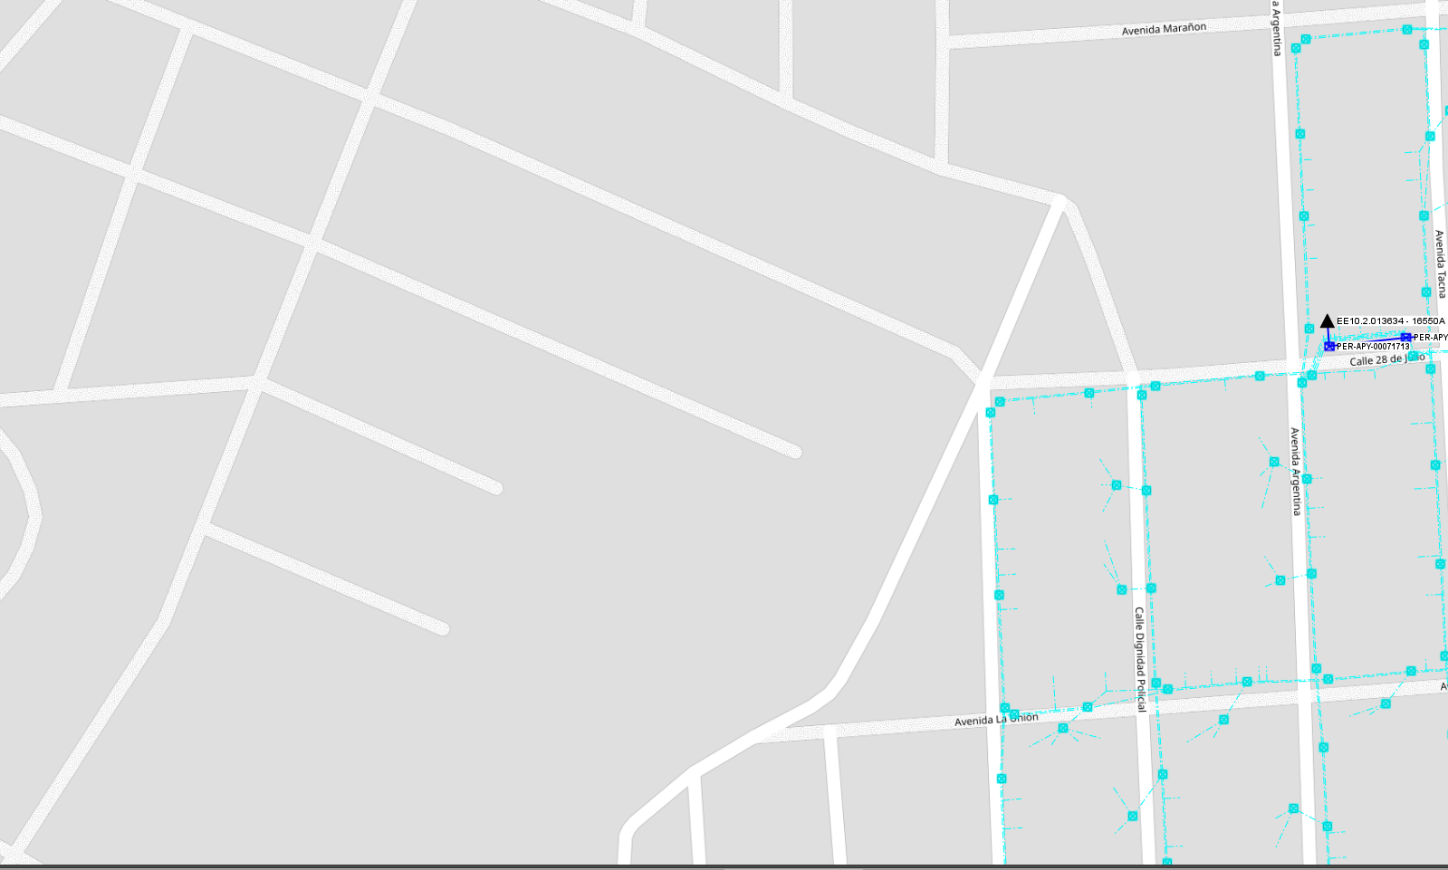 a Argentina
Avenida Marañon
Avenida Tacna
EE10.2.013634 - 16550A
PER-APY-00071713
PER-APY
Calle 28 de Julio
Avenida Argentina
Calle Dignidad Policial
Avenida La Unión
A